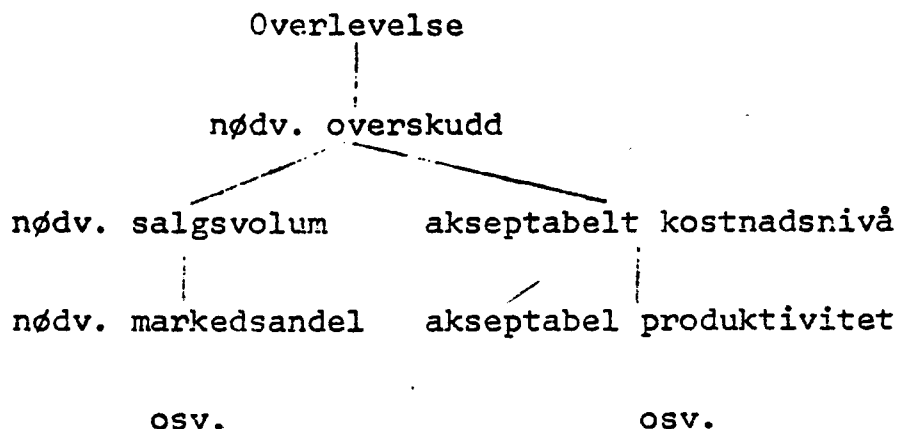 Overlevelse
nødv. overskudd
nødv. salgsvolum akseptabelt kostnadsnivå
nødv. markedsandel akseptabel produktivitet
osv. osv.